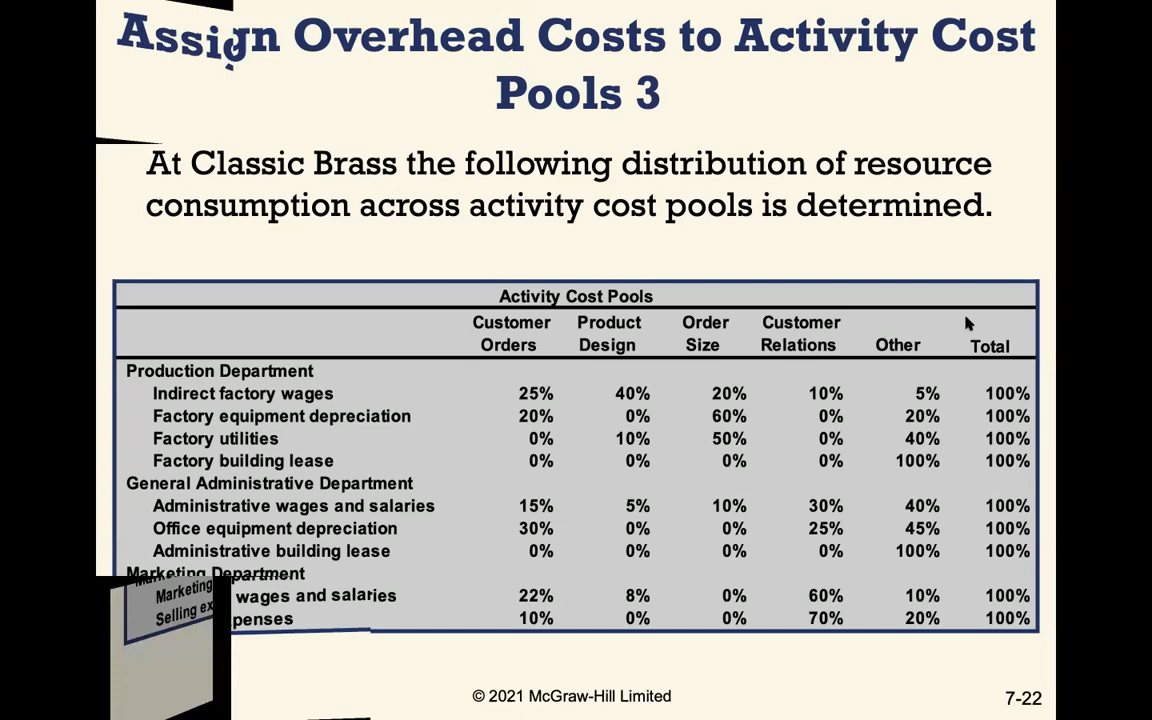 Assign Overhead Costs to Activity Cost
Pools 3
At Classic Brass the following distribution of resource
consumption across activity cost pools is determined.
Activity Cost Pools
Customer Orders Product Design Order Size Customer Relations Other Total
Production Department
Indirect factory wages 25% 40% 20% 10% 5% 100%
Factory equipment depreciation 20% 0% 60% 0% 20% 100%
Factory utilities 0% 10% 50% 0% 40% 100%
Factory building lease 0% 0% 0% 0% 100% 100%
General Administrative Department
Administrative wages and salaries 15% 5% 10% 30% 40% 100%
Office equipment depreciation 30% 0% 0% 25% 45% 100%
Administrative building lease 0% 0% 0% 0% 100% 100%
Marketing Department
Marketing wages and salaries 22% 8% 0% 60% 10% 100%
Selling expenses 10% 0% 0% 70% 20% 100%
© 2021 McGraw-Hill Limited
7-22